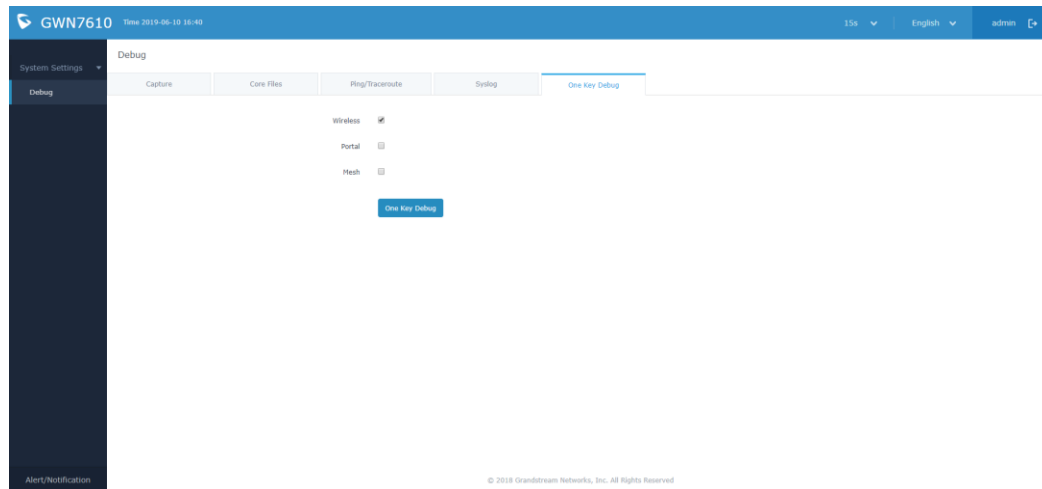 GWN7610 Time 2019-06-10 16:40 15s English admin
System Settings
Debug
Alert/Notification
Debug
Capture Core Files Ping/Traceroute Syslog One Key Debug
Wireless
Portal
Mesh
One Key Debug
© 2018 Grandstream Networks, Inc. All Rights Reserved